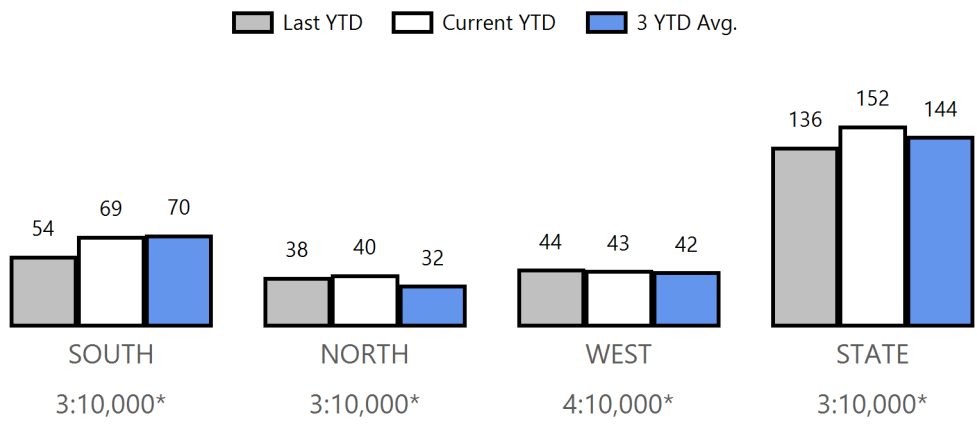 Last YTD Current YTD 3 YTD Avg.
54 69 70
38 40 32
44 43 42
136 152 144
SOUTH NORTH WEST STATE
3:10,000* 3:10,000* 4:10,000* 3:10,000*